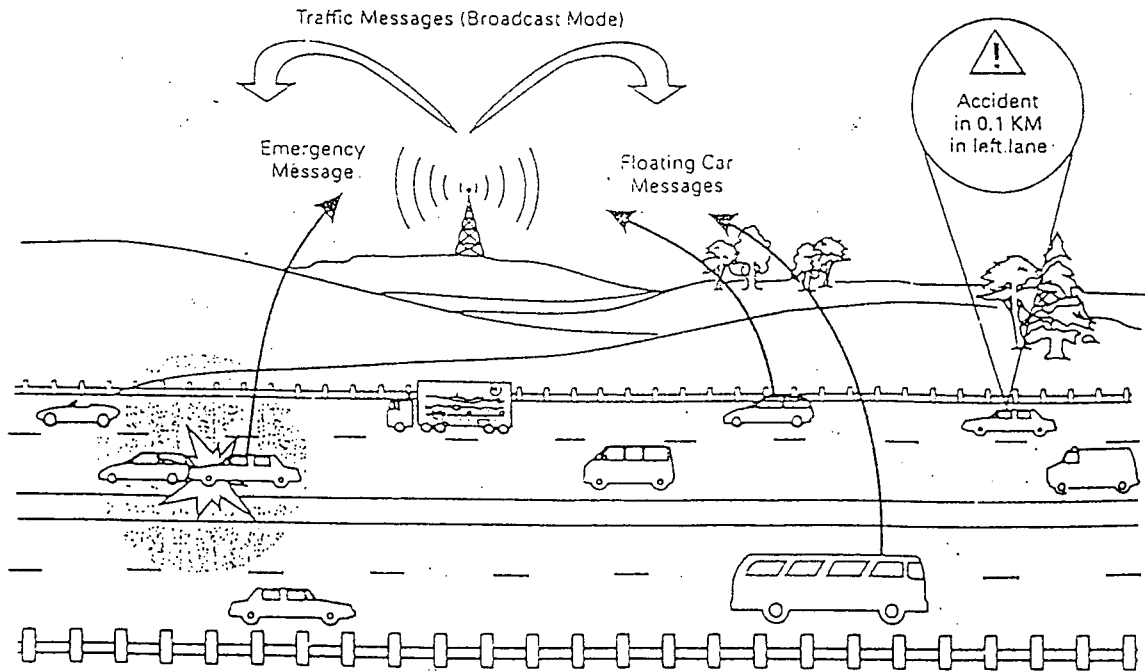 Traffic Messages (Broadcast Mode)
Emergency
Message
Floating Car
Messages
!
Accident
in 0.1 KM
in left lane